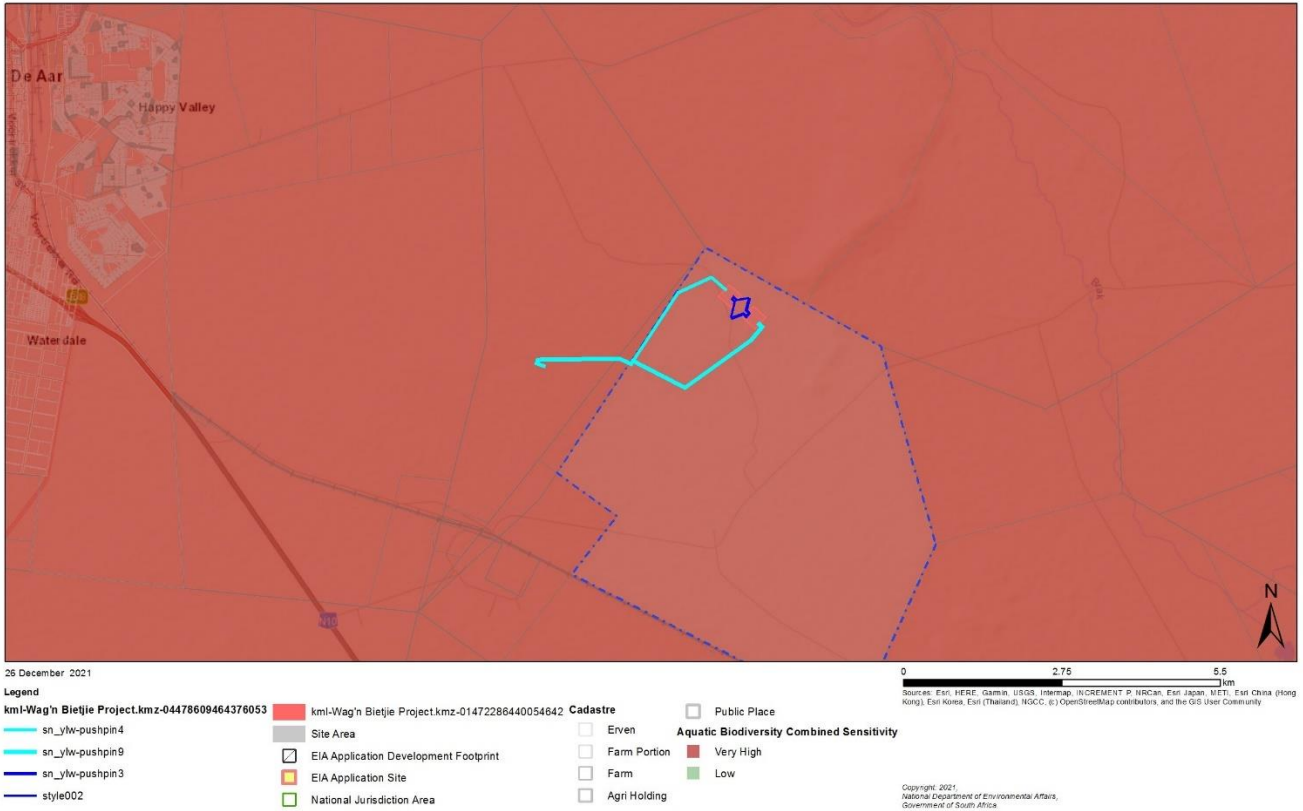 De Aar
Happy Valley
Waterdale
Brak
N10
N
26 December 2021
0 2.75 5.5
km
Sources: Esri, HERE, Garmin, USGS, Intermap, INCREMENT P, NRCan, Esri Japan, METI, Esri China (Hong
Kong), Esri Korea, Esri (Thailand), NGCC, (c) OpenStreetMap contributors, and the GIS User Community
Legend
kml-Wag'n Bietjie Project.kmz-04478609464376053
sn_ylw-pushpin4
sn_ylw-pushpin9
sn_ylw-pushpin3
style002
kml-Wag'n Bietjie Project.kmz-01472286440054642
Site Area
EIA Application Development Footprint
EIA Application Site
National Jurisdiction Area
Cadastre
Erven
Farm Portion
Farm
Agri Holding
Public Place
Aquatic Biodiversity Combined Sensitivity
Very High
Low
Copyright: 2021,
National Department of Environmental Affairs,
Government of South Africa